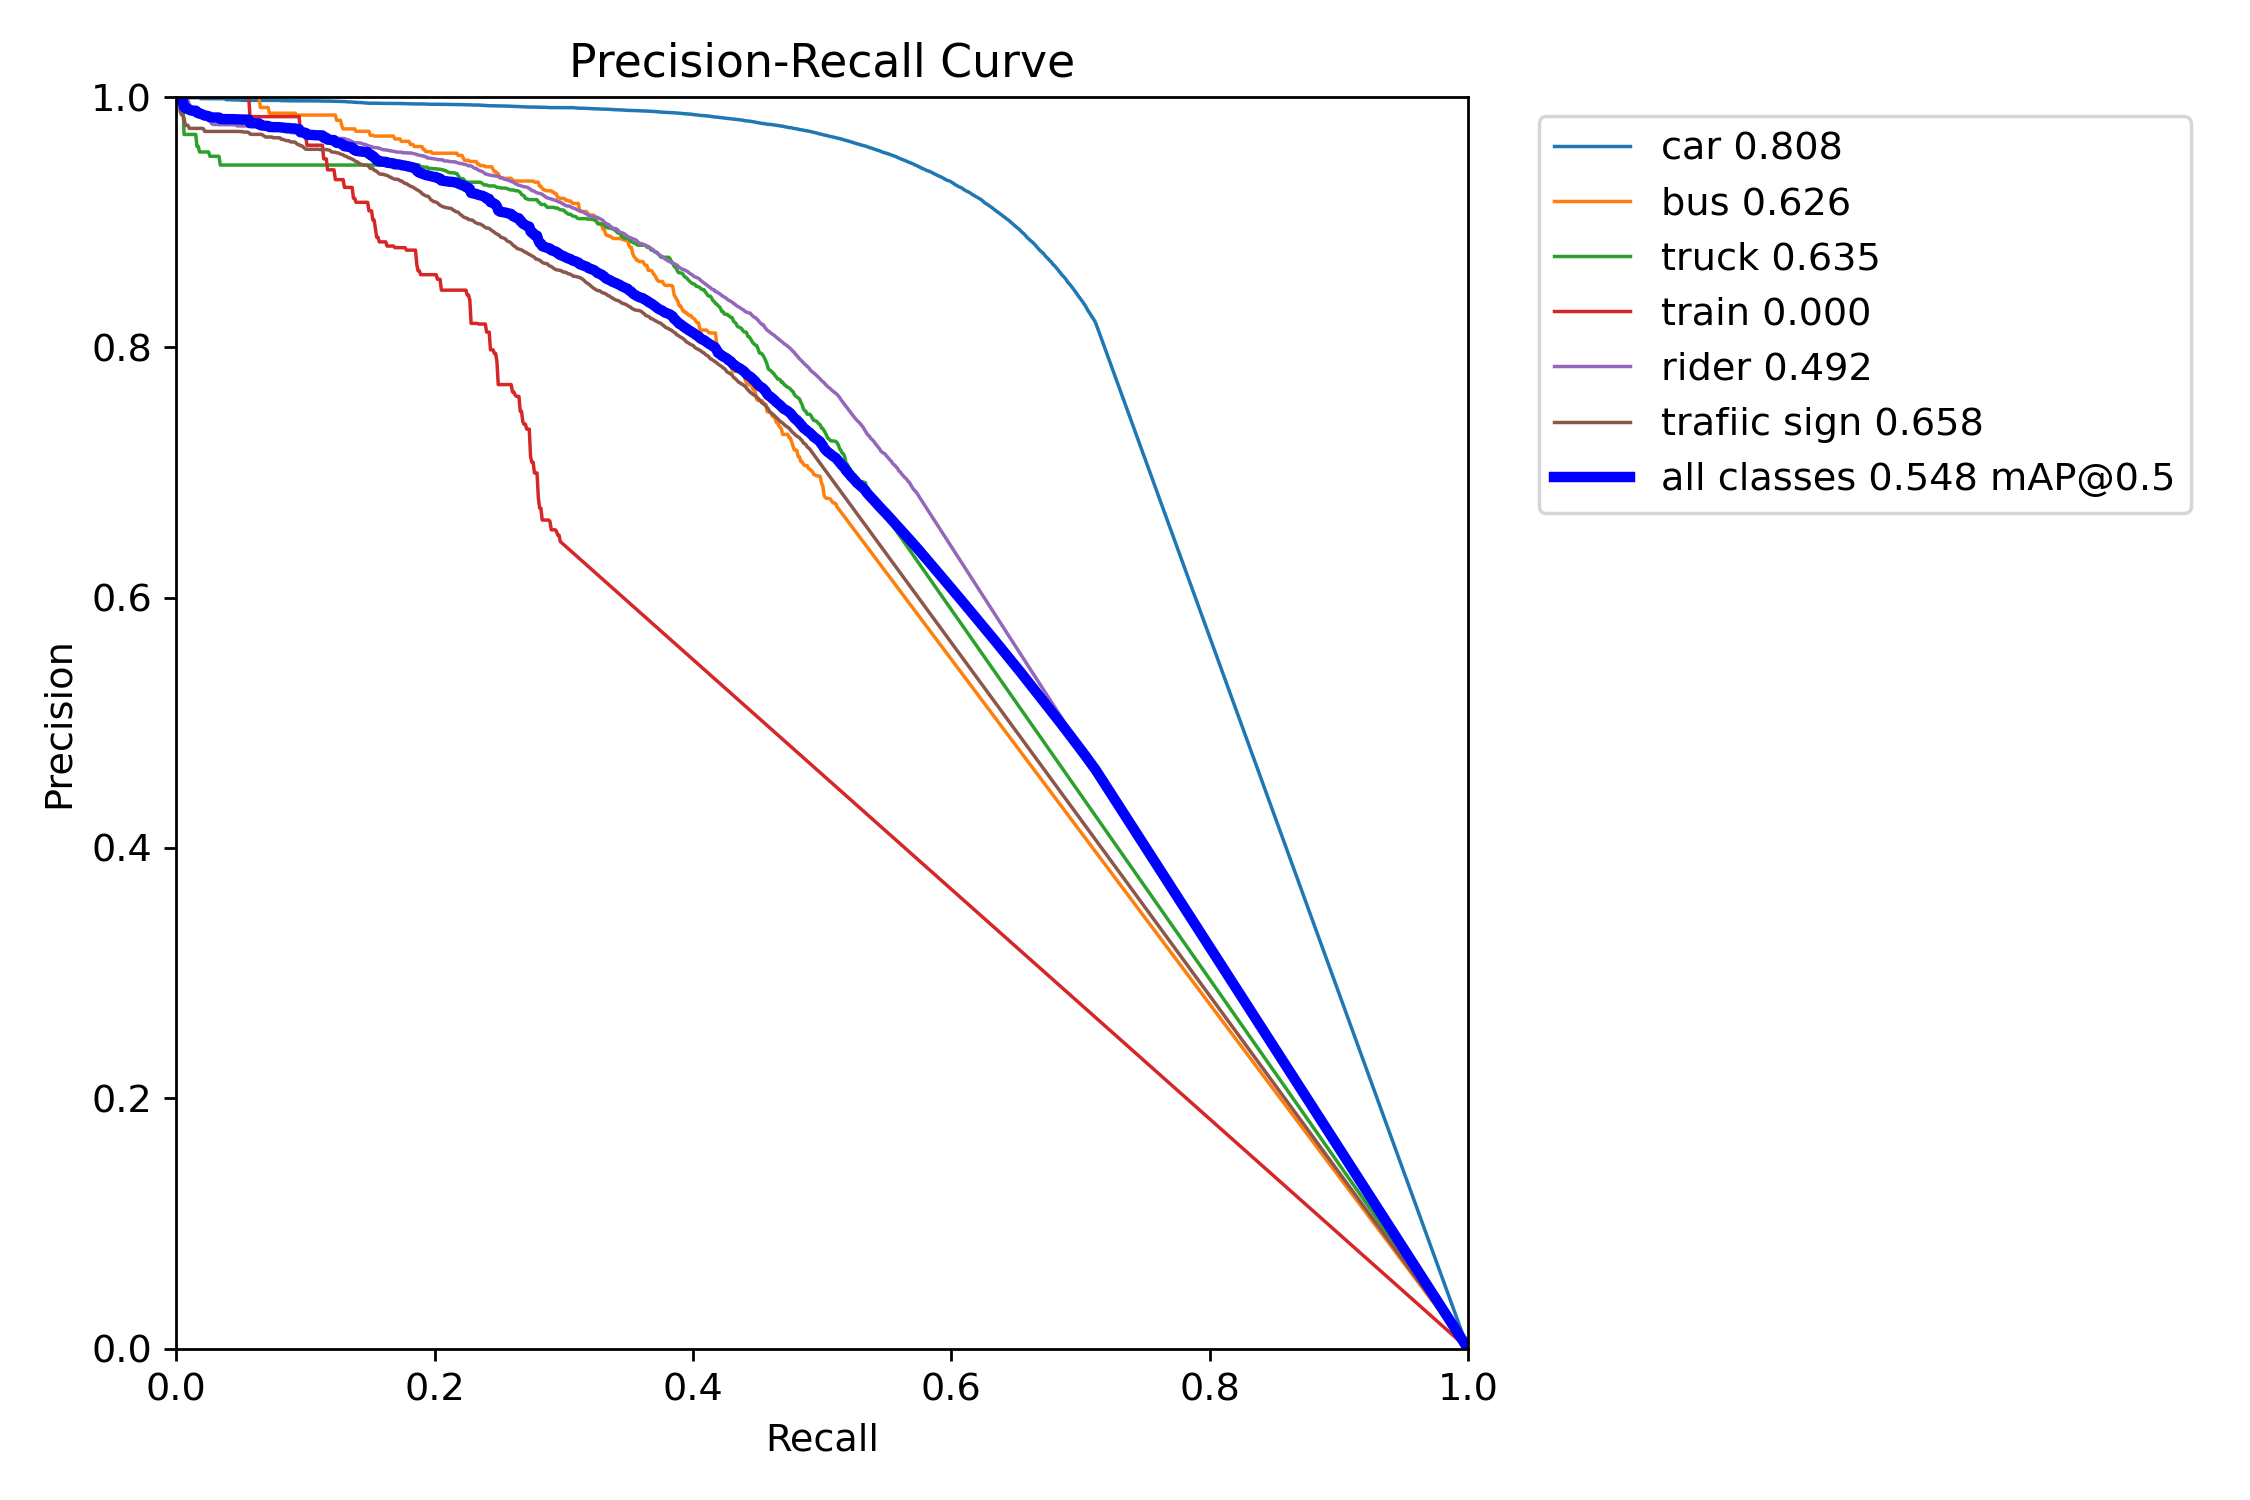 Precision-Recall Curve
1.0
0.8
0.6
0.4
0.2
0.0
Precision
0.0 0.2 0.4 0.6 0.8 1.0
Recall
car 0.808
bus 0.626
truck 0.635
train 0.000
rider 0.492
trafiic sign 0.658
all classes 0.548 mAP@0.5